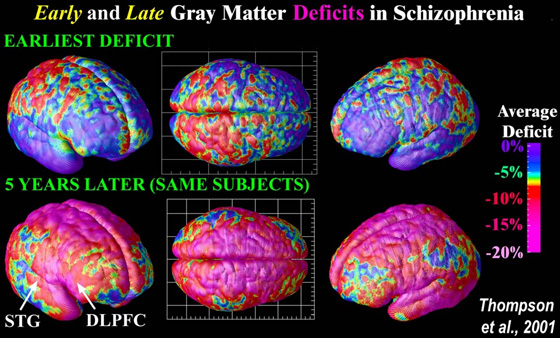 Early and Late Gray Matter Deficits in Schizophrenia
EARLIEST DEFICIT
Average
Deficit
0%
-5%
-10%
-15%
-20%
5 YEARS LATER (SAME SUBJECTS)
STG
DLPFC
Thompson
et al., 2001